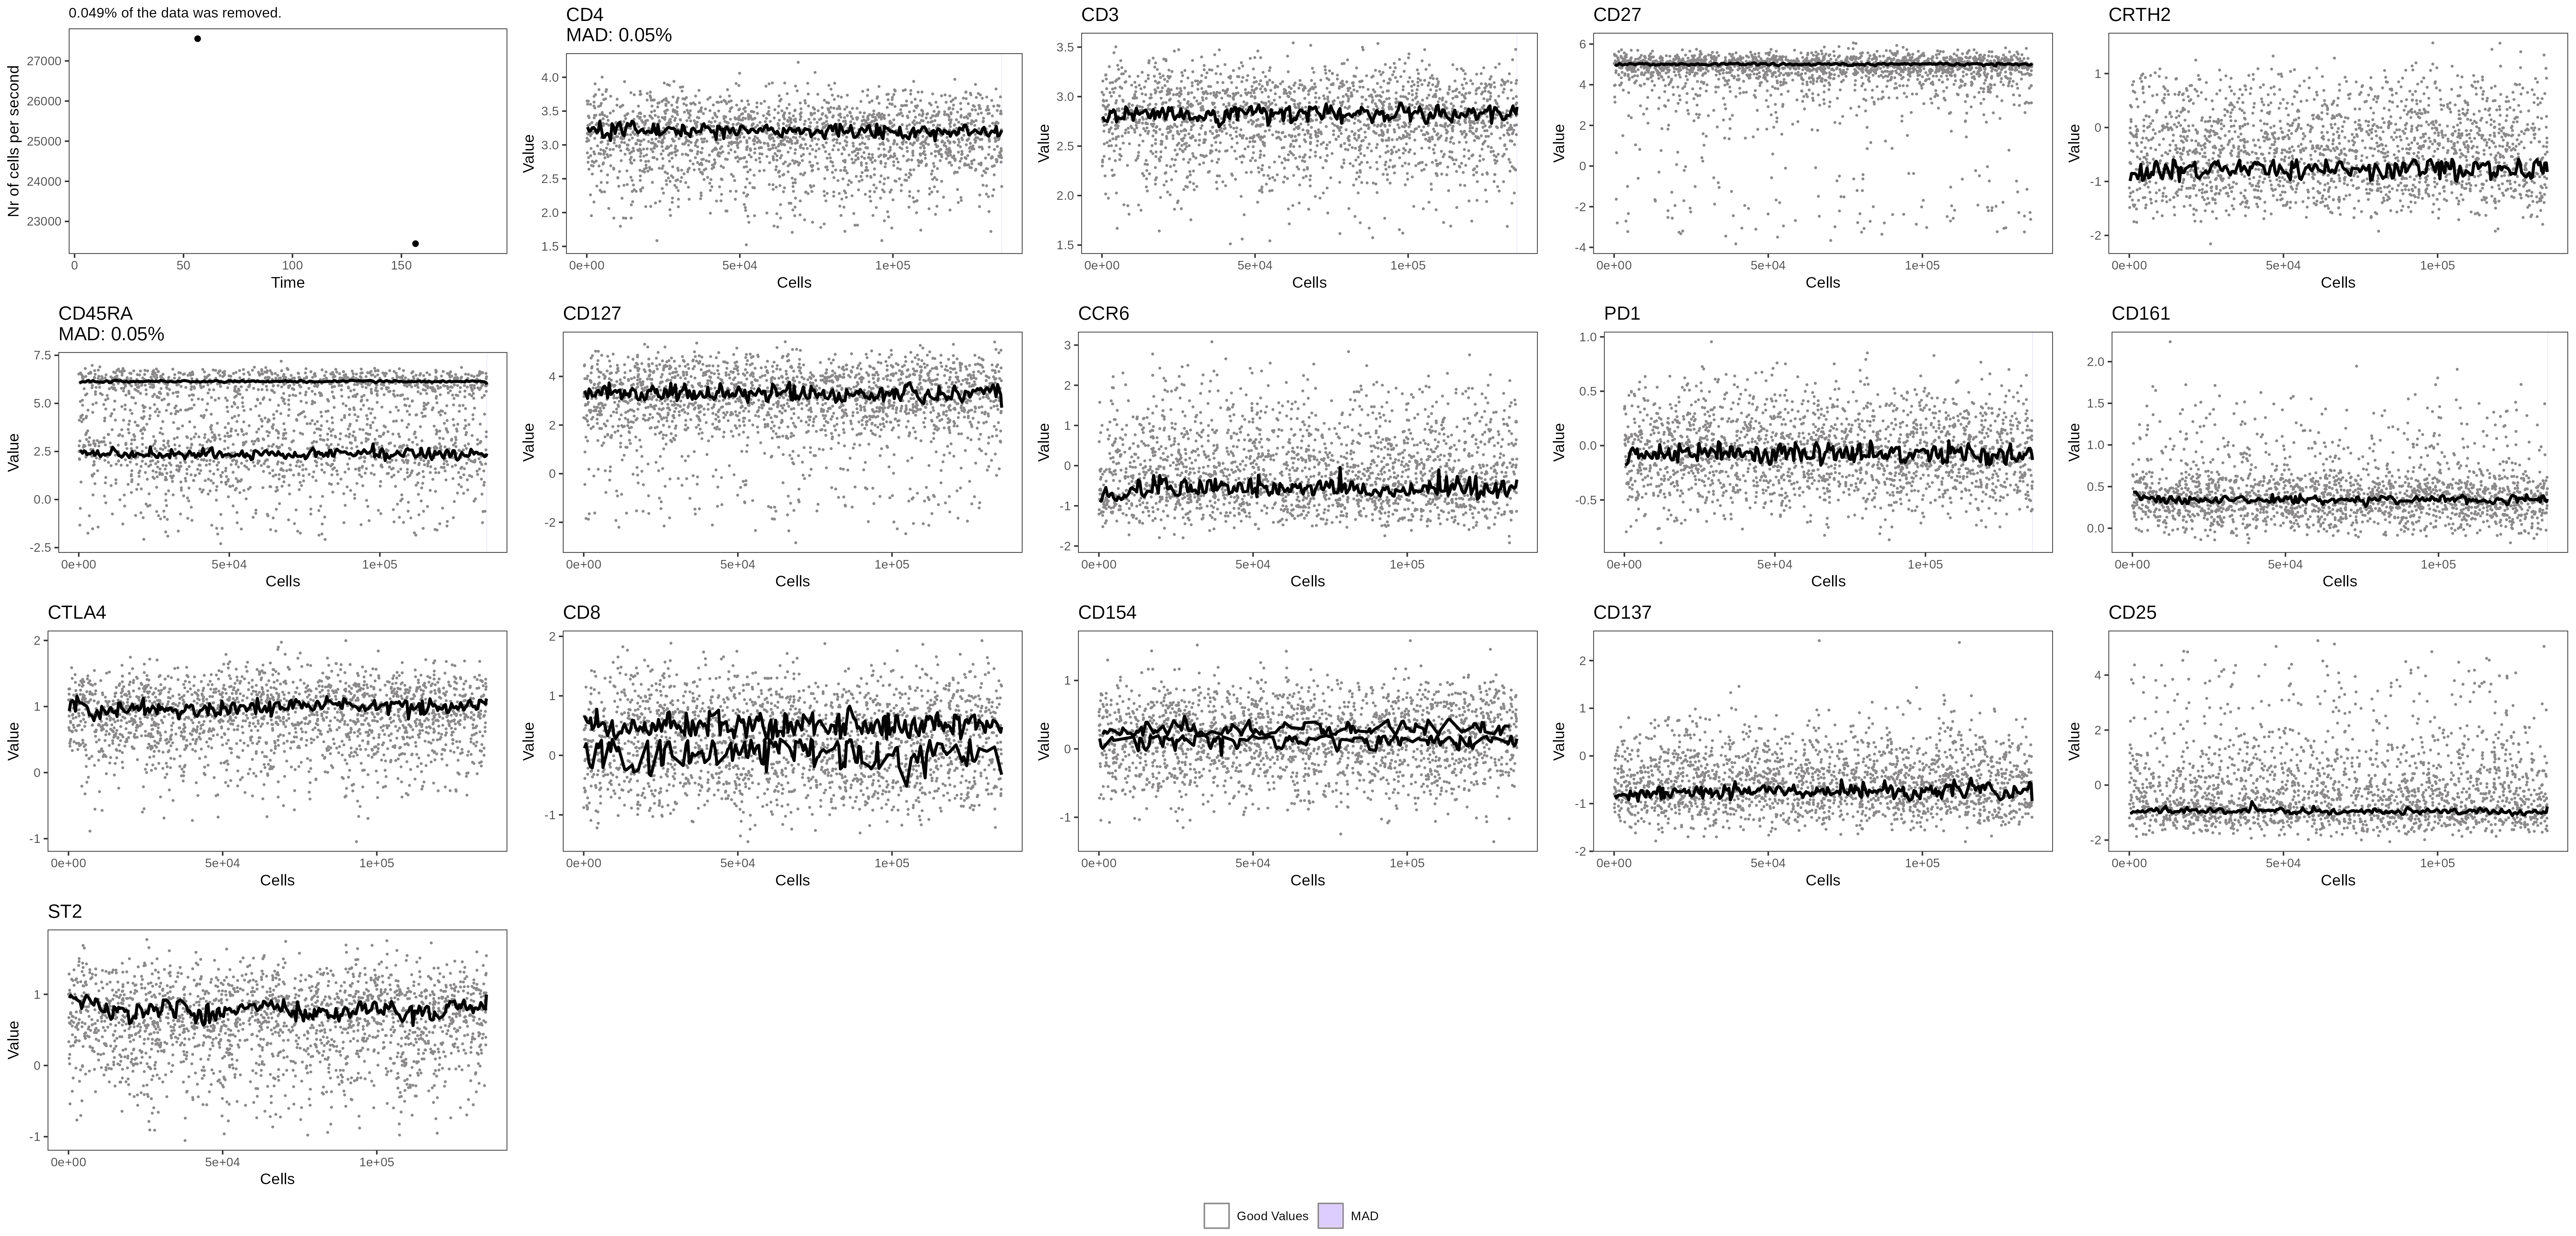 0.049% of the data was removed.
Nr of cells per second
27000
26000
25000
24000
23000
0
50
100
150
Time
CD4
MAD: 0.05%
Value
4.0
3.5
3.0
2.5
2.0
1.5
0e+00
5e+04
1e+05
Cells
CD3
Value
3.5
3.0
2.5
2.0
1.5
0e+00
5e+04
1e+05
Cells
CD27
Value
6
4
2
0
-2
-4
0e+00
5e+04
1e+05
Cells
CRTH2
Value
1
0
-1
-2
0e+00
5e+04
1e+05
Cells
CD45RA
MAD: 0.05%
Value
7.5
5.0
2.5
0.0
-2.5
0e+00
5e+04
1e+05
Cells
CD127
Value
4
2
0
-2
0e+00
5e+04
1e+05
Cells
CCR6
Value
3
2
1
0
-1
-2
0e+00
5e+04
1e+05
Cells
PD1
Value
1.0
0.5
0.0
-0.5
0e+00
5e+04
1e+05
Cells
CD161
Value
2.0
1.5
1.0
0.5
0.0
0e+00
5e+04
1e+05
Cells
CTLA4
Value
2
1
0
-1
0e+00
5e+04
1e+05
Cells
CD8
Value
2
1
0
-1
0e+00
5e+04
1e+05
Cells
CD154
Value
1
0
-1
0e+00
5e+04
1e+05
Cells
CD137
Value
2
1
0
-1
-2
0e+00
5e+04
1e+05
Cells
CD25
Value
4
2
0
-2
0e+00
5e+04
1e+05
Cells
ST2
Value
1
0
-1
0e+00
5e+04
1e+05
Cells
Good Values
MAD